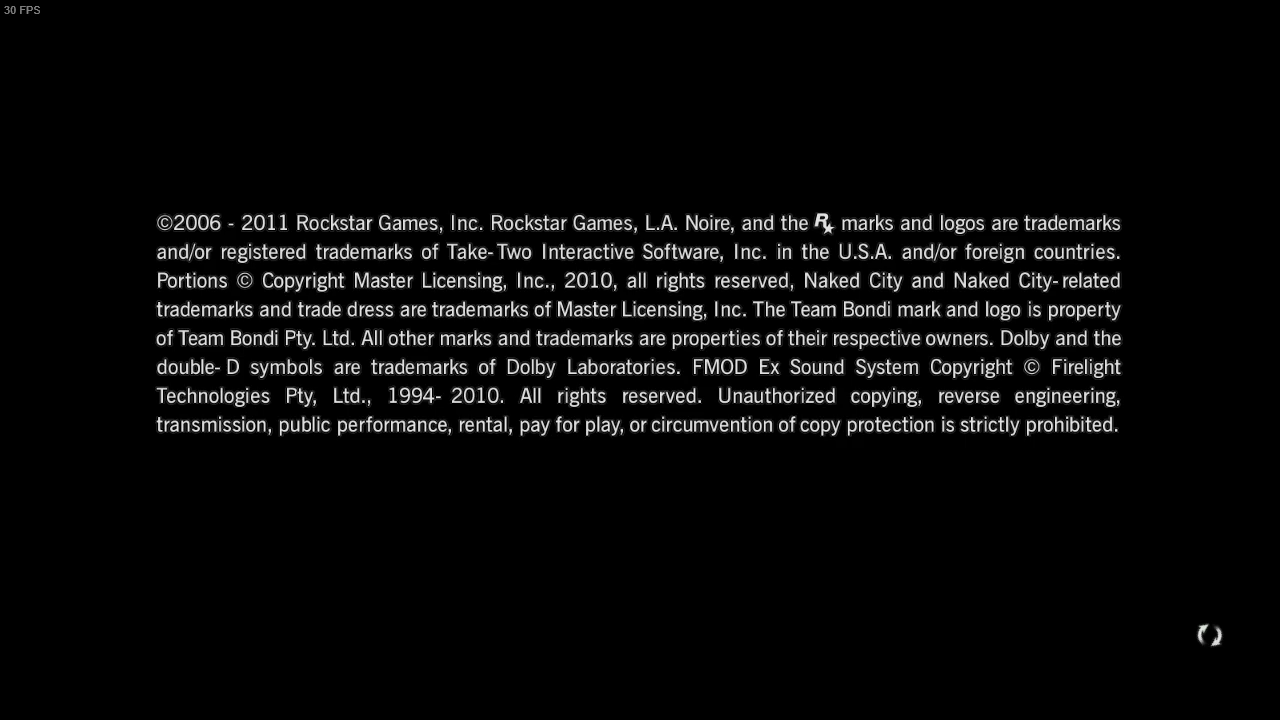 30 FPS
©2006 - 2011 Rockstar Games, Inc. Rockstar Games, L.A. Noire, and the R★ marks and logos are trademarks
and/or registered trademarks of Take-Two Interactive Software, Inc. in the U.S.A. and/or foreign countries.
Portions © Copyright Master Licensing, Inc., 2010, all rights reserved, Naked City and Naked City-related
trademarks and trade dress are trademarks of Master Licensing, Inc. The Team Bondi mark and logo is property
of Team Bondi Pty. Ltd. All other marks and trademarks are properties of their respective owners. Dolby and the
double- D symbols are trademarks of Dolby Laboratories. FMOD Ex Sound System Copyright © Firelight
Technologies Pty, Ltd., 1994- 2010. All rights reserved. Unauthorized copying, reverse engineering,
transmission, public performance, rental, pay for play, or circumvention of copy protection is strictly prohibited.